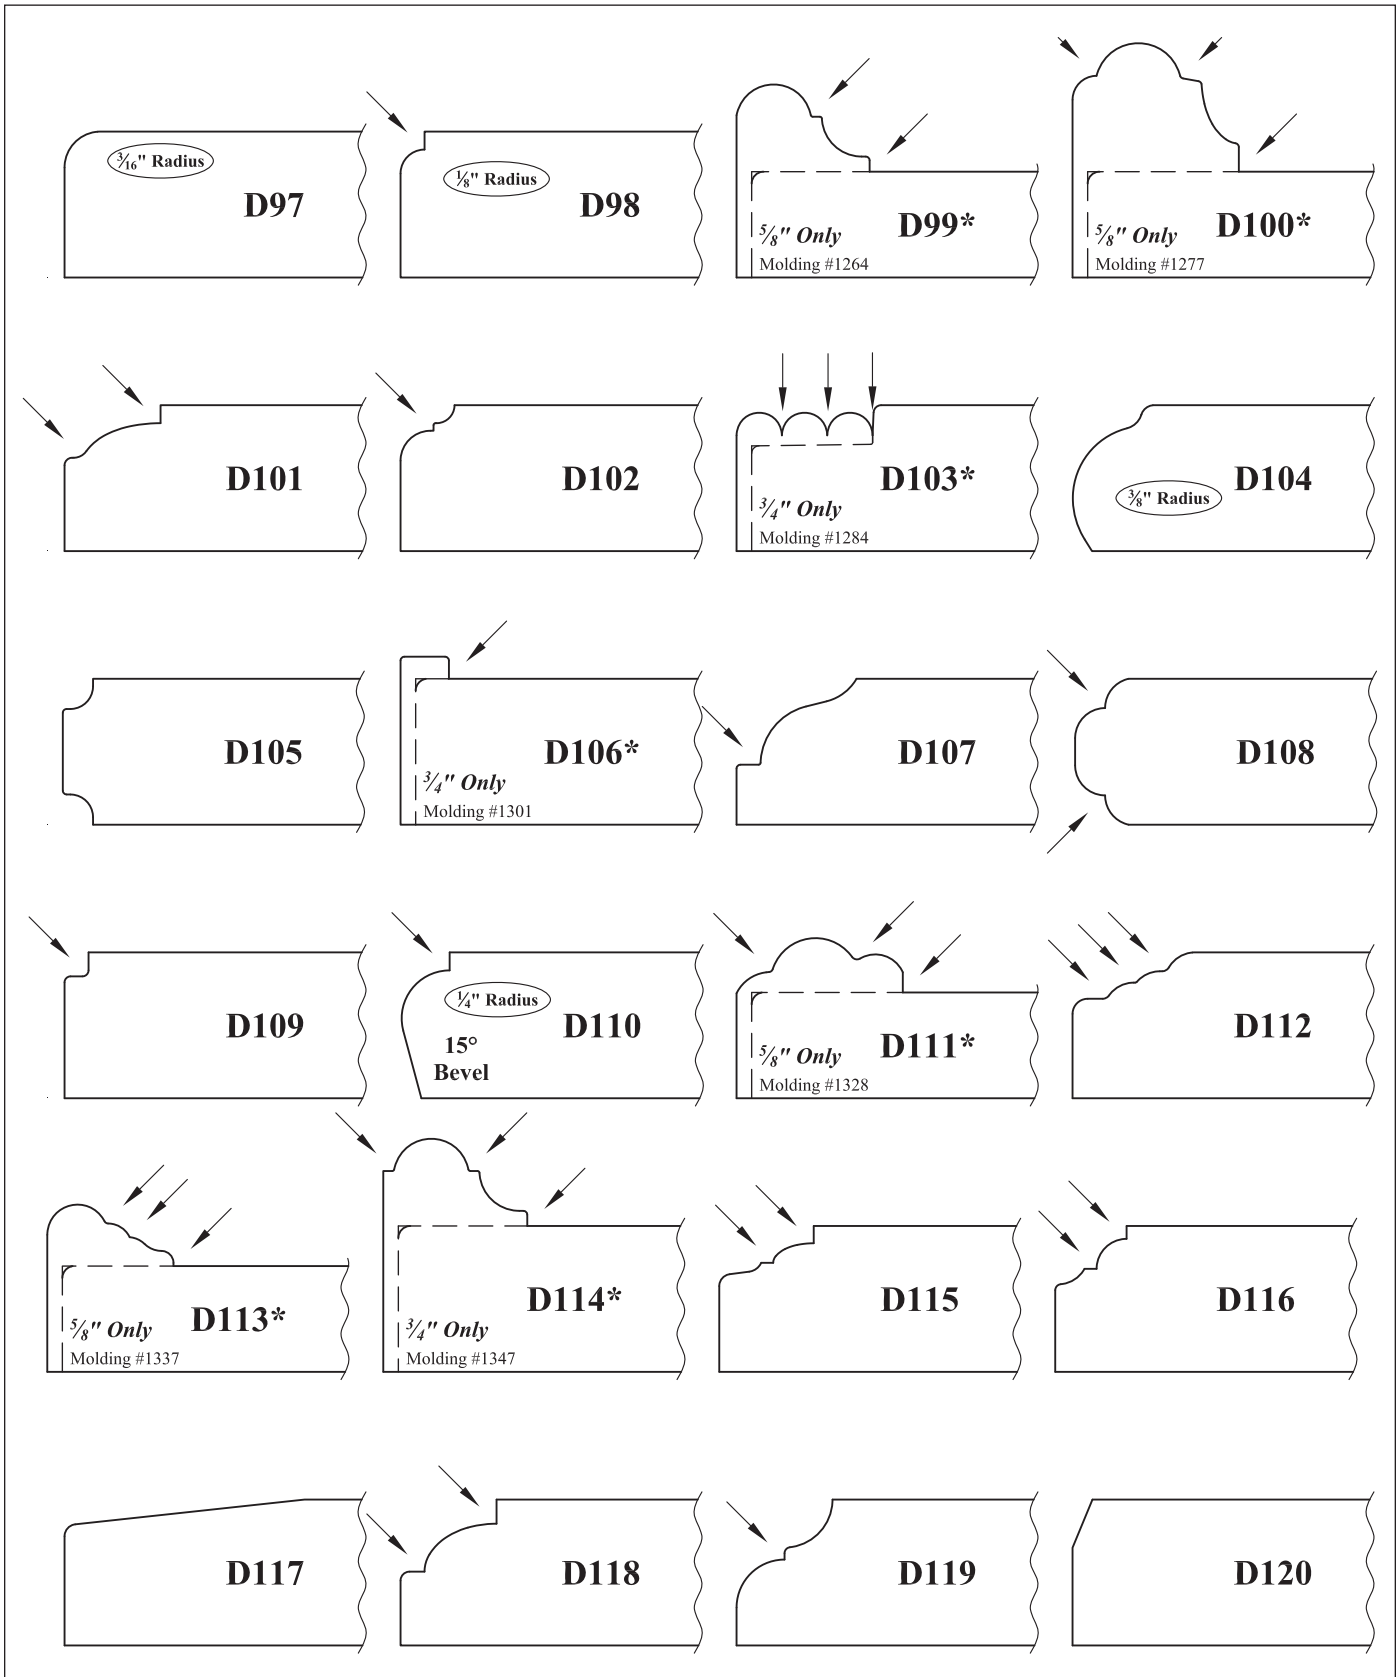 3/16" Radius
D97
1/8" Radius
D98
5/8" Only
D99*
Molding #1264
5/8" Only
D100*
Molding #1277
D101
D102
D103*
3/4" Only
Molding #1284
3/8" Radius
D104
D105
D106*
3/4" Only
Molding #1301
D107
D108
D109
1/4" Radius
D110
15°
Bevel
D111*
5/8" Only
Molding #1328
D112
D113*
5/8" Only
Molding #1337
D114*
3/4" Only
Molding #1347
D115
D116
D117
D118
D119
D120